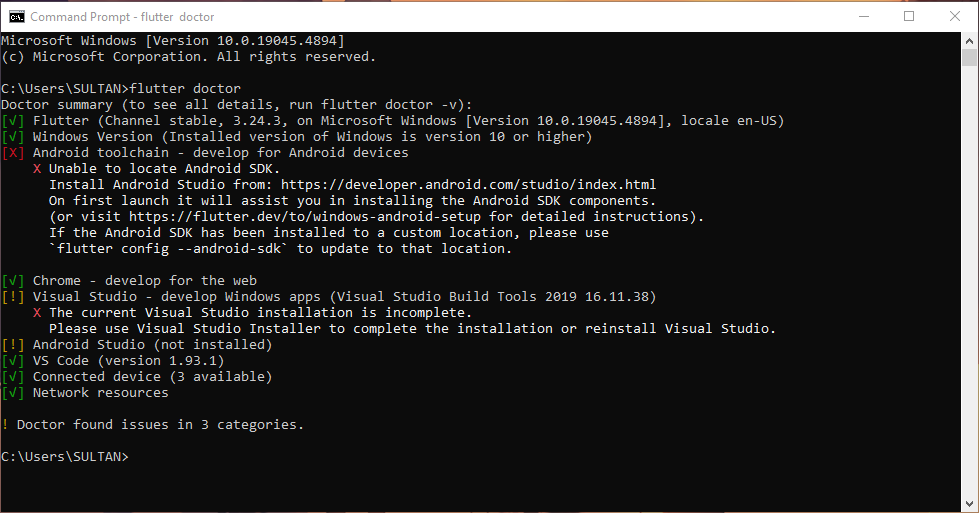 Command Prompt - flutter doctor
Microsoft Windows [Version 10.0.19045.4894]
(c) Microsoft Corporation. All rights reserved.
C:\Users\SULTAN>flutter doctor
Doctor summary (to see all details, run flutter doctor -v):
[√] Flutter (Channel stable, 3.24.3, on Microsoft Windows [Version 10.0.19045.4894], locale en-US)
[√] Windows Version (Installed version of Windows is version 10 or higher)
[X] Android toolchain - develop for Android devices
X Unable to locate Android SDK.
Install Android Studio from: https://developer.android.com/studio/index.html
On first launch it will assist you in installing the Android SDK components.
(or visit https://flutter.dev/to/windows-android-setup for detailed instructions).
If the Android SDK has been installed to a custom location, please use
`flutter config --android-sdk` to update to that location.
[√] Chrome - develop for the web
[!] Visual Studio - develop Windows apps (Visual Studio Build Tools 2019 16.11.38)
X The current Visual Studio installation is incomplete.
Please use Visual Studio Installer to complete the installation or reinstall Visual Studio.
[!] Android Studio (not installed)
[√] VS Code (version 1.93.1)
[√] Connected device (3 available)
[√] Network resources
! Doctor found issues in 3 categories.
C:\Users\SULTAN>